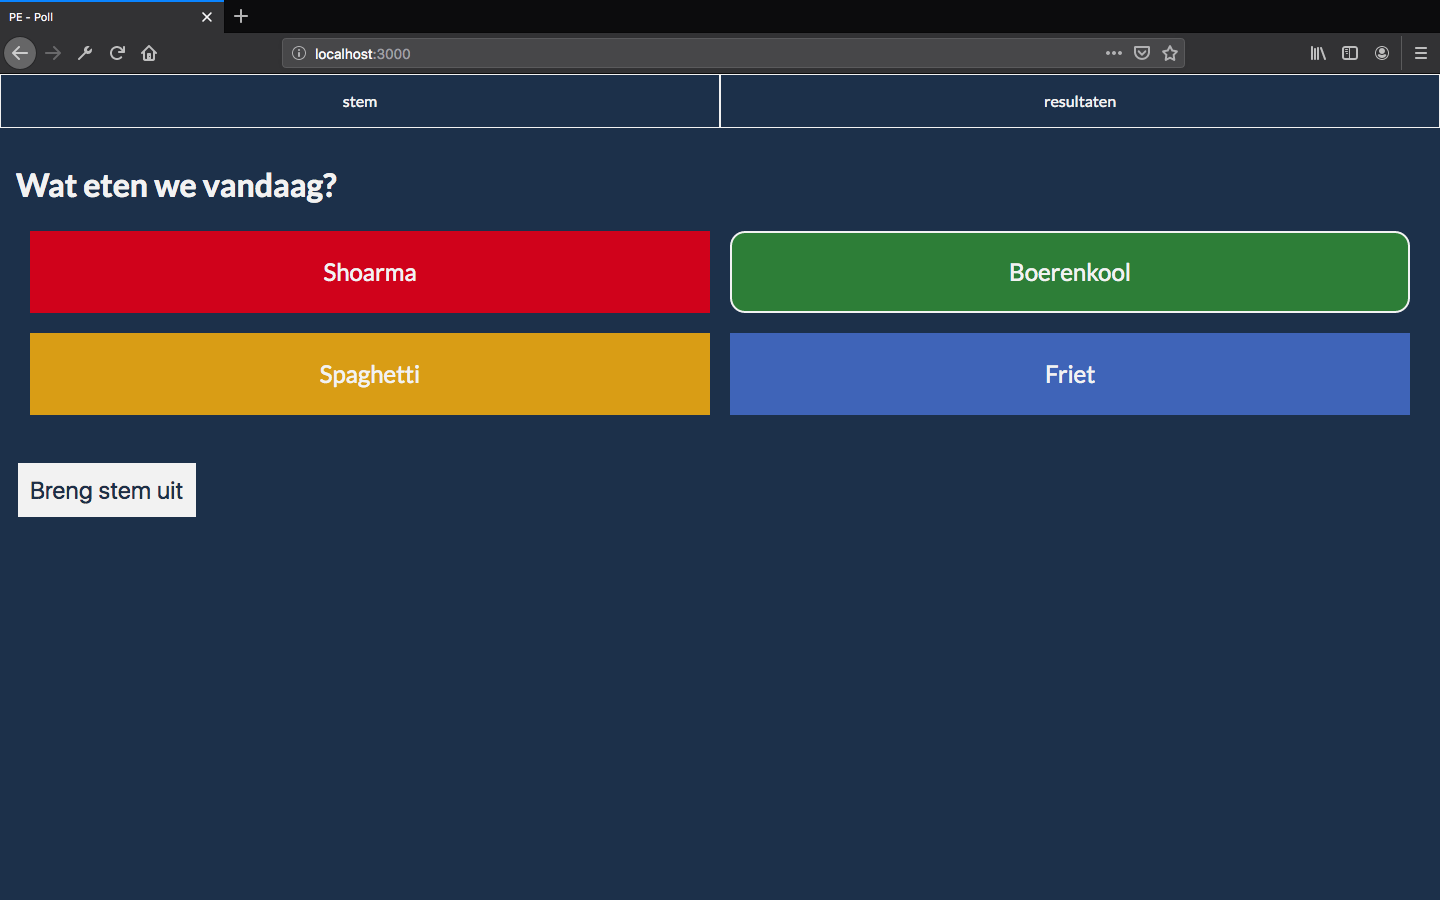 PE - Poll
localhost:3000
stem
resultaten
Wat eten we vandaag?
Shoarma
Boerenkool
Spaghetti
Friet
Breng stem uit